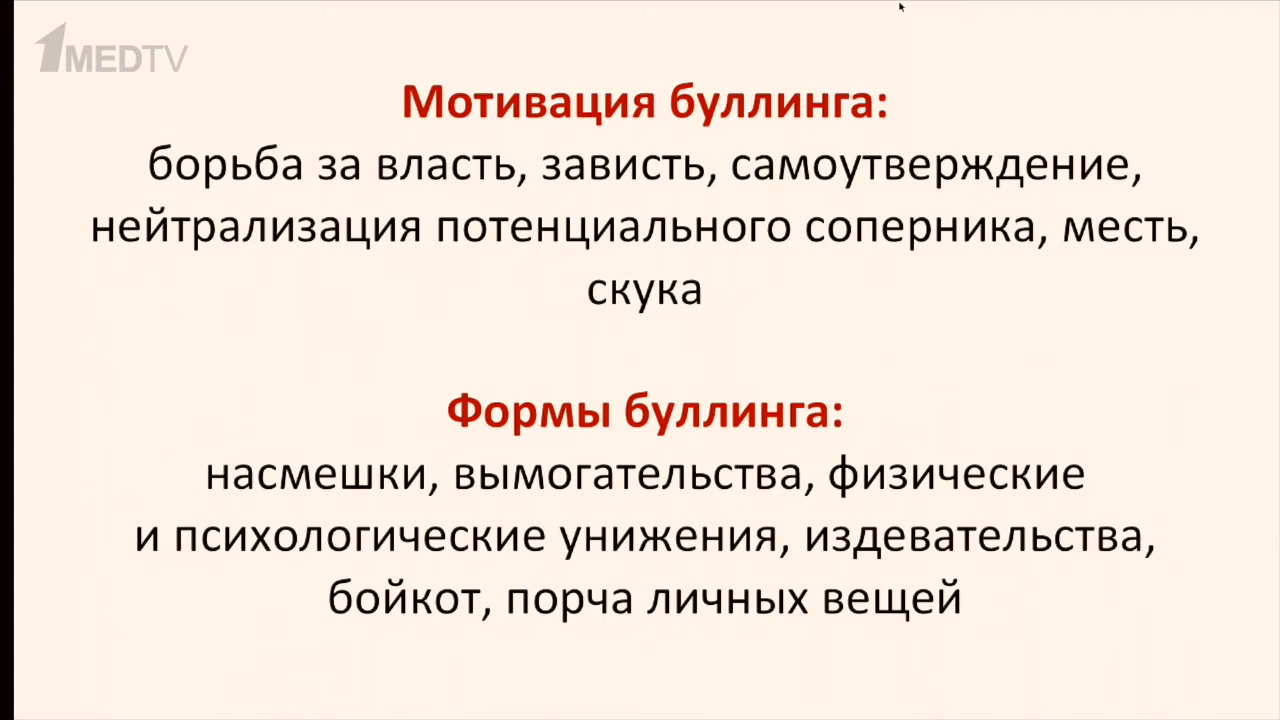 1MEDTV
Мотивация буллинга:
борьба за власть, зависть, самоутверждение,
нейтрализация потенциального соперника, месть,
скука
Формы буллинга:
насмешки, вымогательства, физические
и психологические унижения, издевательства,
бойкот, порча личных вещей